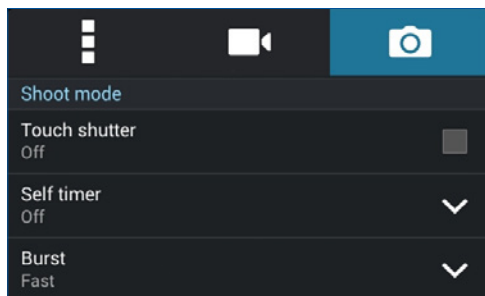 Shoot mode
Touch shutter
Off
Self timer
Off
Burst
Fast